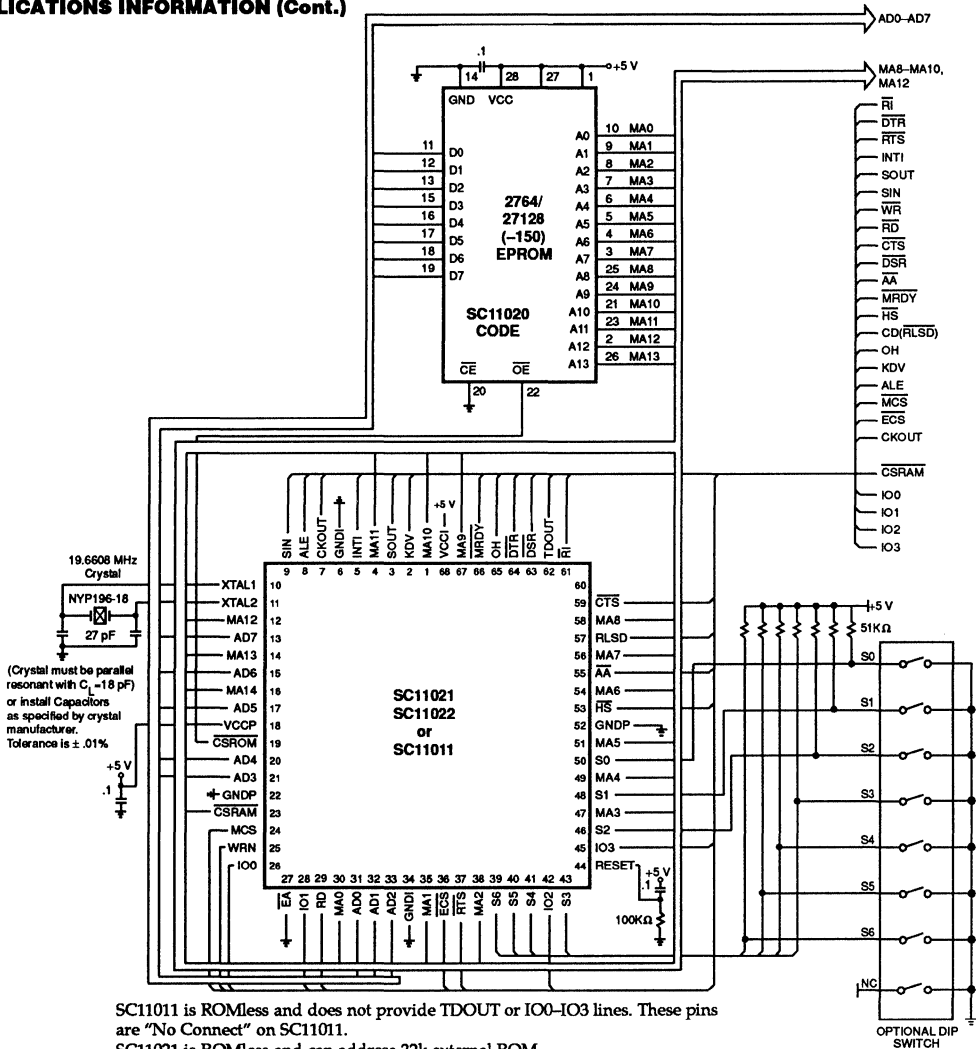 LICATIONS INFORMATION (Cont.)
AD0–AD7
MA8–MA10,
MA12
RI
DTR
RTS
INTI
SOUT
SIN
WR
RD
CTS
DSR
AA
MRDY
HS
CD(RLSD)
OH
KDV
ALE
MCS
ECS
CKOUT
CSRAM
IO0
IO1
IO2
IO3
.1
+5 V
14 28 27 1
GND VCC
11 D0
12 D1
13 D2
15 D3
16 D4
17 D5
18 D6
19 D7
2764/
27128
(–150)
EPROM
SC11020
CODE
A0 10 MA0
A1 9 MA1
A2 8 MA2
A3 7 MA3
A4 6 MA4
A5 5 MA5
A6 4 MA6
A7 3 MA7
A8 25 MA8
A9 24 MA9
A10 21 MA10
A11 23 MA11
A12 2 MA12
A13 26 MA13
CE OE
20 22
+5 V
SIN ALE CKOUT GNDI INTI MA11 SOUT KDV MA10 VCCI MA9 MRDY OH DTR DSR TDOUT RI
9 8 7 6 5 4 3 2 1 68 67 66 65 64 63 62 61
19.6608 MHz
Crystal
NYP196-18
27 pF
(Crystal must be parallel
resonant with CL=18 pF)
or install Capacitors
as specified by crystal
manufacturer.
Tolerance is ± .01%
+5 V
.1
XTAL1 10
XTAL2 11
MA12 12
AD7 13
MA13 14
AD6 15
MA14 16
AD5 17
VCCP 18
CSROM 19
AD4 20
AD3 21
GNDP 22
CSRAM 23
MCS 24
WRN 25
IO0 26
SC11021
SC11022
or
SC11011
60
59 CTS
58 MA8
57 RLSD
56 MA7
55 AA
54 MA6
53 HS
52 GNDP
51 MA5
50 S0
49 MA4
48 S1
47 MA3
46 S2
45 IO3
44 RESET
27 28 29 30 31 32 33 34 35 36 37 38 39 40 41 42 43
EA IO1 RD MA0 AD0 AD1 AD2 GNDI MA1 ECS RTS MA2 S6 S5 S4 IO2 S3
+5 V
.1
100KΩ
+5 V
51KΩ
S0
S1
S2
S3
S4
S5
S6
NC
OPTIONAL DIP
SWITCH
SC11011 is ROMless and does not provide TDOUT or IO0–IO3 lines. These pins
are "No Connect" on SC11011.
SC11021 is ROMless and can address 32k external ROM